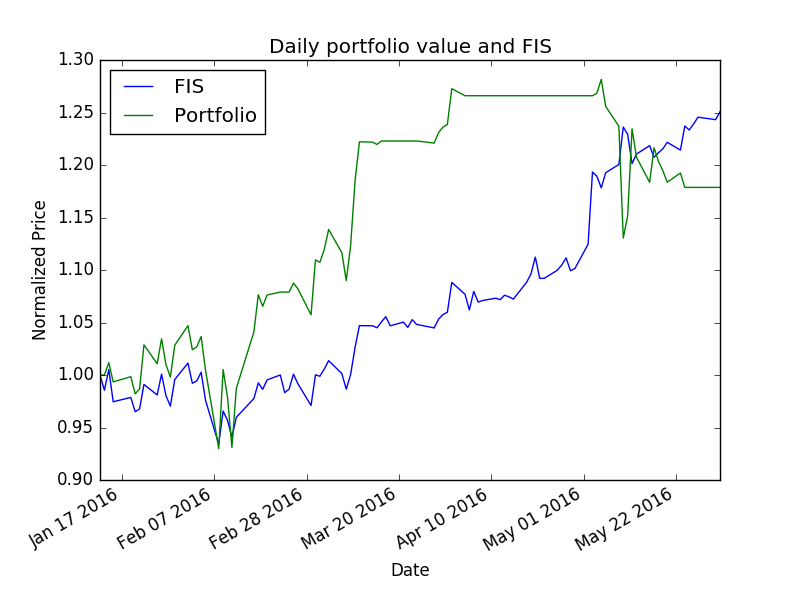 Daily portfolio value and FIS
1.30
1.25
1.20
1.15
1.10
1.05
1.00
0.95
0.90
Normalized Price
FIS
Portfolio
Jan 17 2016
Feb 07 2016
Feb 28 2016
Mar 20 2016
Apr 10 2016
May 01 2016
May 22 2016
Date